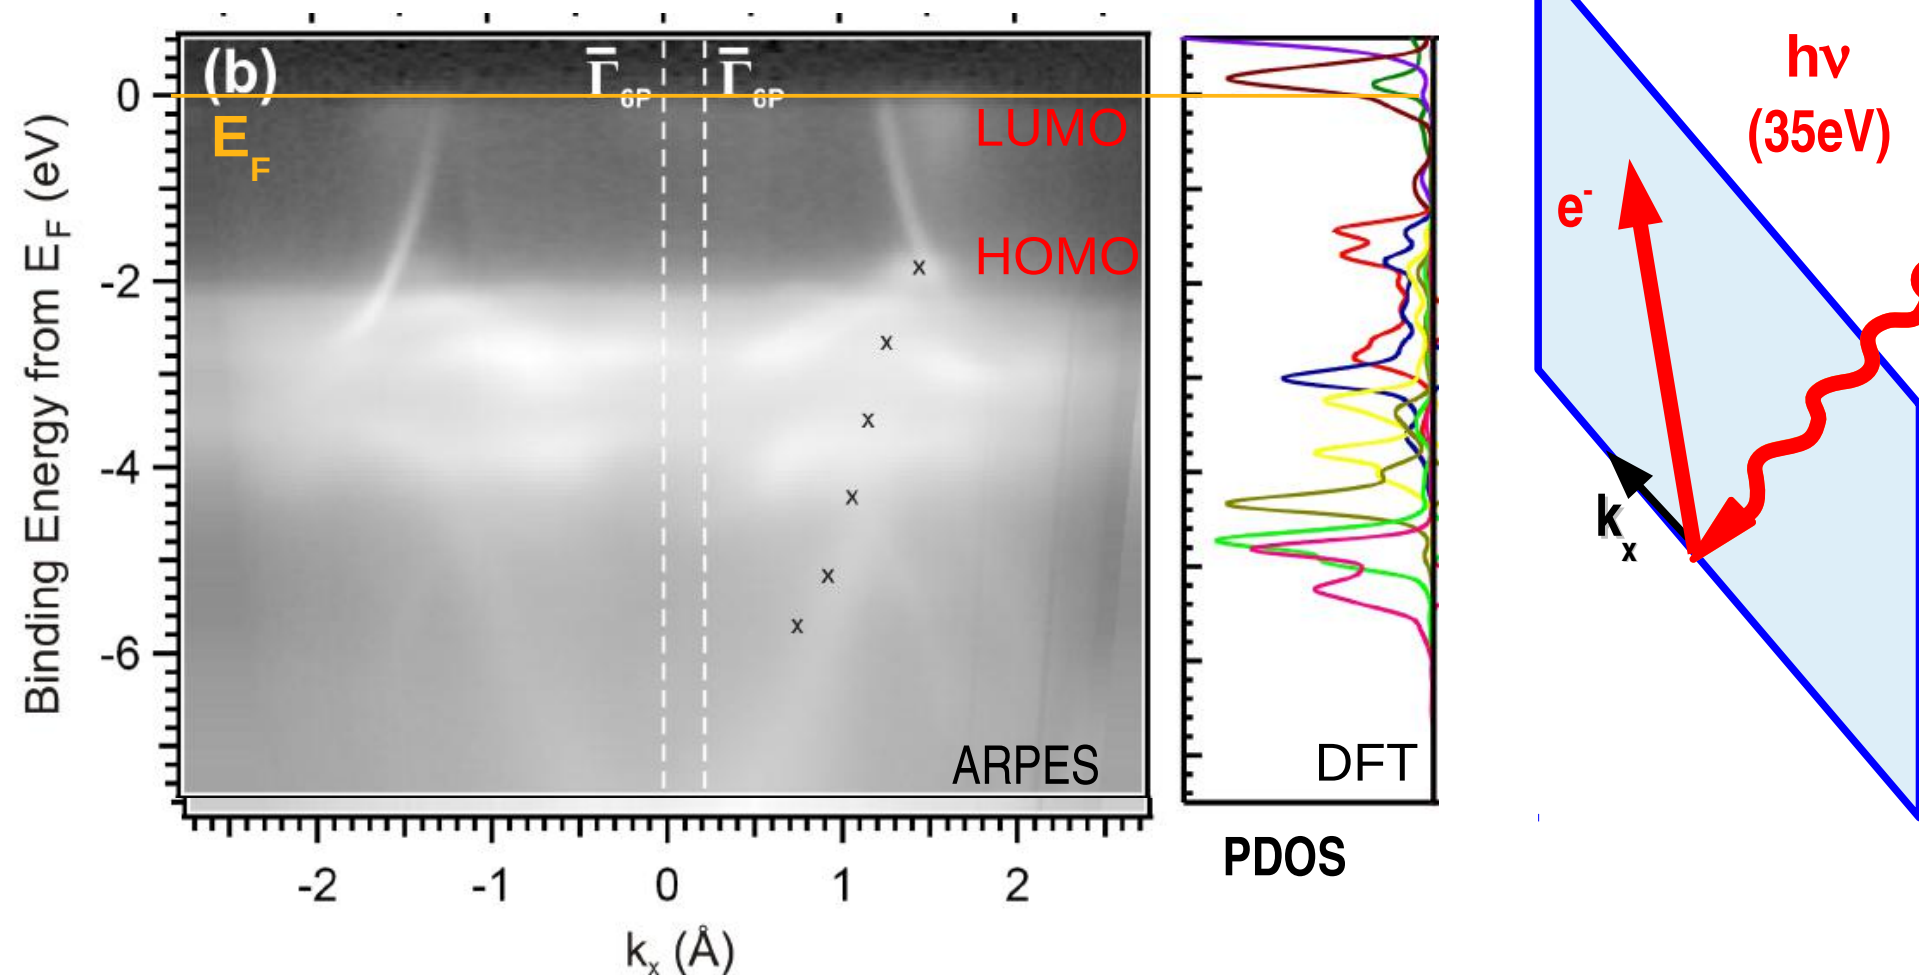 (b)
Γ̅6P Γ̅6P
EF
LUMO
HOMO
x
x
x
x
x
x
ARPES
Binding Energy from EF (eV)
0
-2
-4
-6
-2 -1 0 1 2
kx (Å)
DFT
PDOS
hν
(35eV)
e-
kx